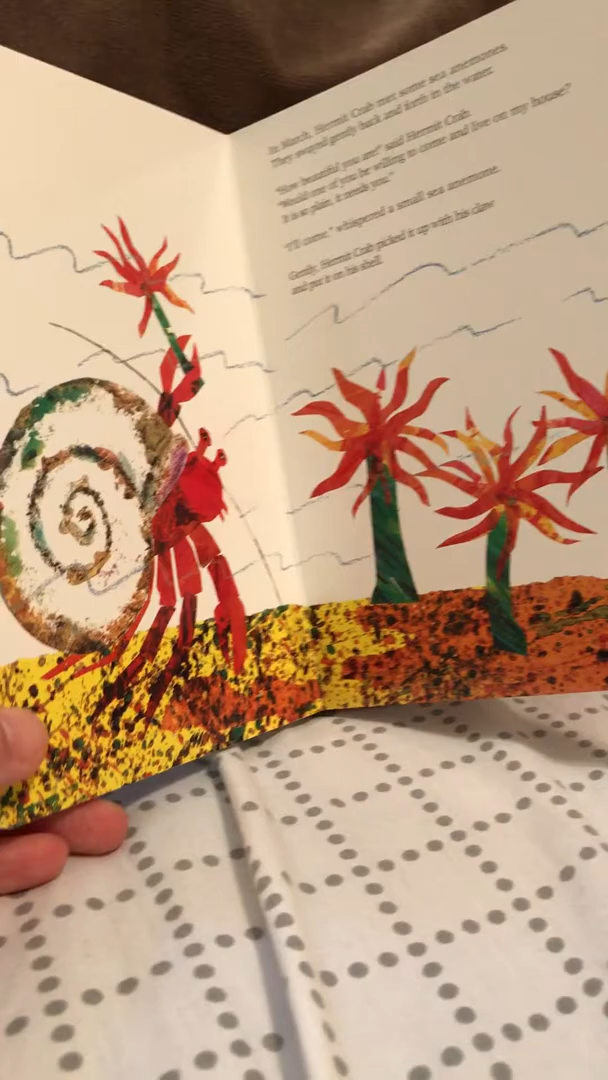 In March, Hermit Crab met some sea anemones.
They swayed gently back and forth in the water.
"How beautiful you are!" said Hermit Crab.
"Would one of you be willing to come and live on my house?
It is so plain, it needs you."
"I'll come," whispered a small sea anemone.
Gently, Hermit Crab picked it up with his claw
and put it on his shell.